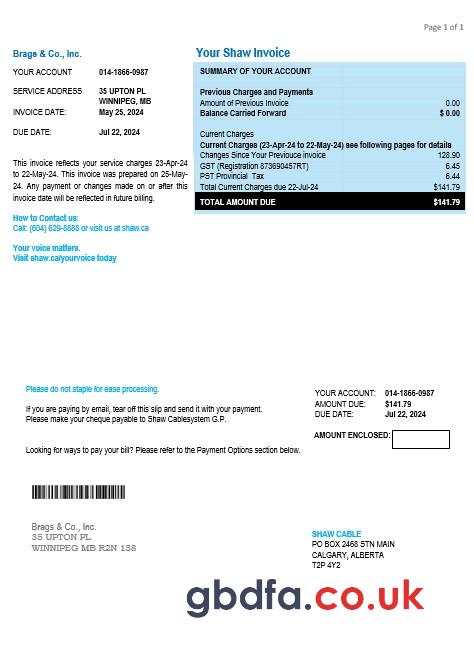 Page 1 of 1
Brags & Co., Inc.
YOUR ACCOUNT 014-1866-0987
SERVICE ADDRESS 35 UPTON PL
WINNIPEG, MB
INVOICE DATE: May 25, 2024
DUE DATE: Jul 22, 2024
This invoice reflects your service charges 23-Apr-24
to 22-May-24. This invoice was prepared on 25-May-
24. Any payment or changes made on or after this
invoice date will be reflected in future billing.
How to Contact us:
Call: (604) 629-8888 or visit us at shaw.ca
Your voice matters.
Visit shaw.ca/yourvoice today
Your Shaw Invoice
SUMMARY OF YOUR ACCOUNT
Previous Charges and Payments
Amount of Previous Invoice 0.00
Balance Carried Forward $ 0.00
Current Charges
Current Charges (23-Apr-24 to 22-May-24) see following pages for details
Changes Since Your Previouce invoice 128.90
GST (Registration 873690457RT) 6.45
PST Provincial Tax 6.44
Total Current Charges due 22-Jul-24 $141.79
TOTAL AMOUNT DUE $141.79
Please do not staple for ease processing.
If you are paying by email, tear off this slip and send it with your payment.
Please make your cheque payable to Shaw Cablesystem G.P.
Looking for ways to pay your bill? Please refer to the Payment Options section below.
YOUR ACCOUNT: 014-1866-0987
AMOUNT DUE: $141.79
DUE DATE: Jul 22, 2024
AMOUNT ENCLOSED:
Brags & Co., Inc.
35 UPTON PL
WINNIPEG MB R2N 138
SHAW CABLE
PO BOX 2468 STN MAIN
CALGARY, ALBERTA
T2P 4Y2
gbdfa.co.uk